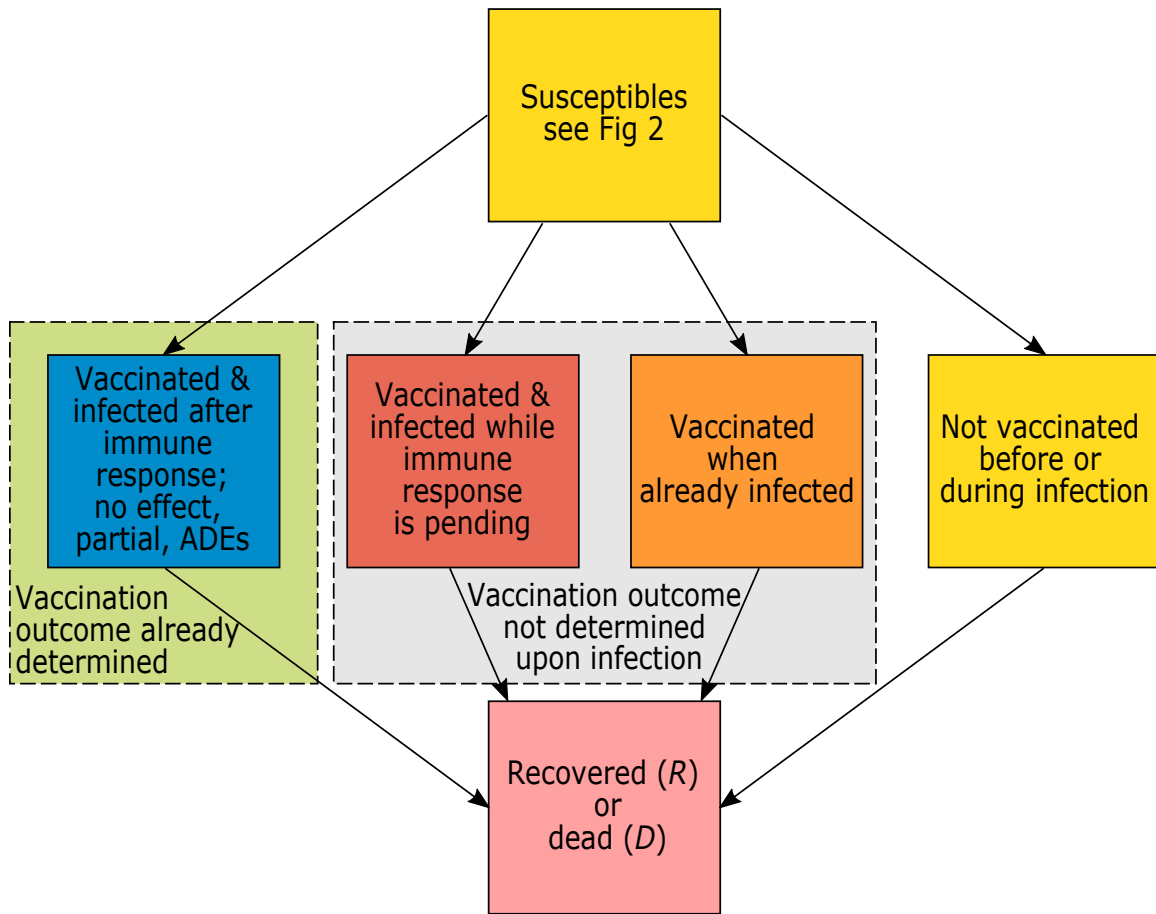 Susceptibles
see Fig 2
Vaccinated &
infected after
immune
response;
no effect,
partial, ADEs
Vaccination
outcome already
determined
Vaccinated &
infected while
immune
response
is pending
Vaccinated
when
already infected
Vaccination outcome
not determined
upon infection
Not vaccinated
before or
during infection
Recovered (R)
or
dead (D)